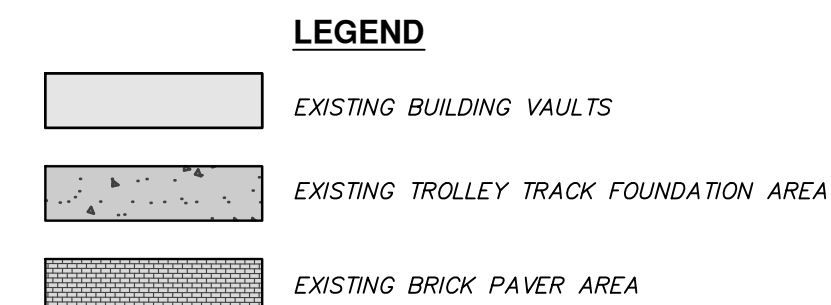 LEGEND
EXISTING BUILDING VAULTS
EXISTING TROLLEY TRACK FOUNDATION AREA
EXISTING BRICK PAVER AREA